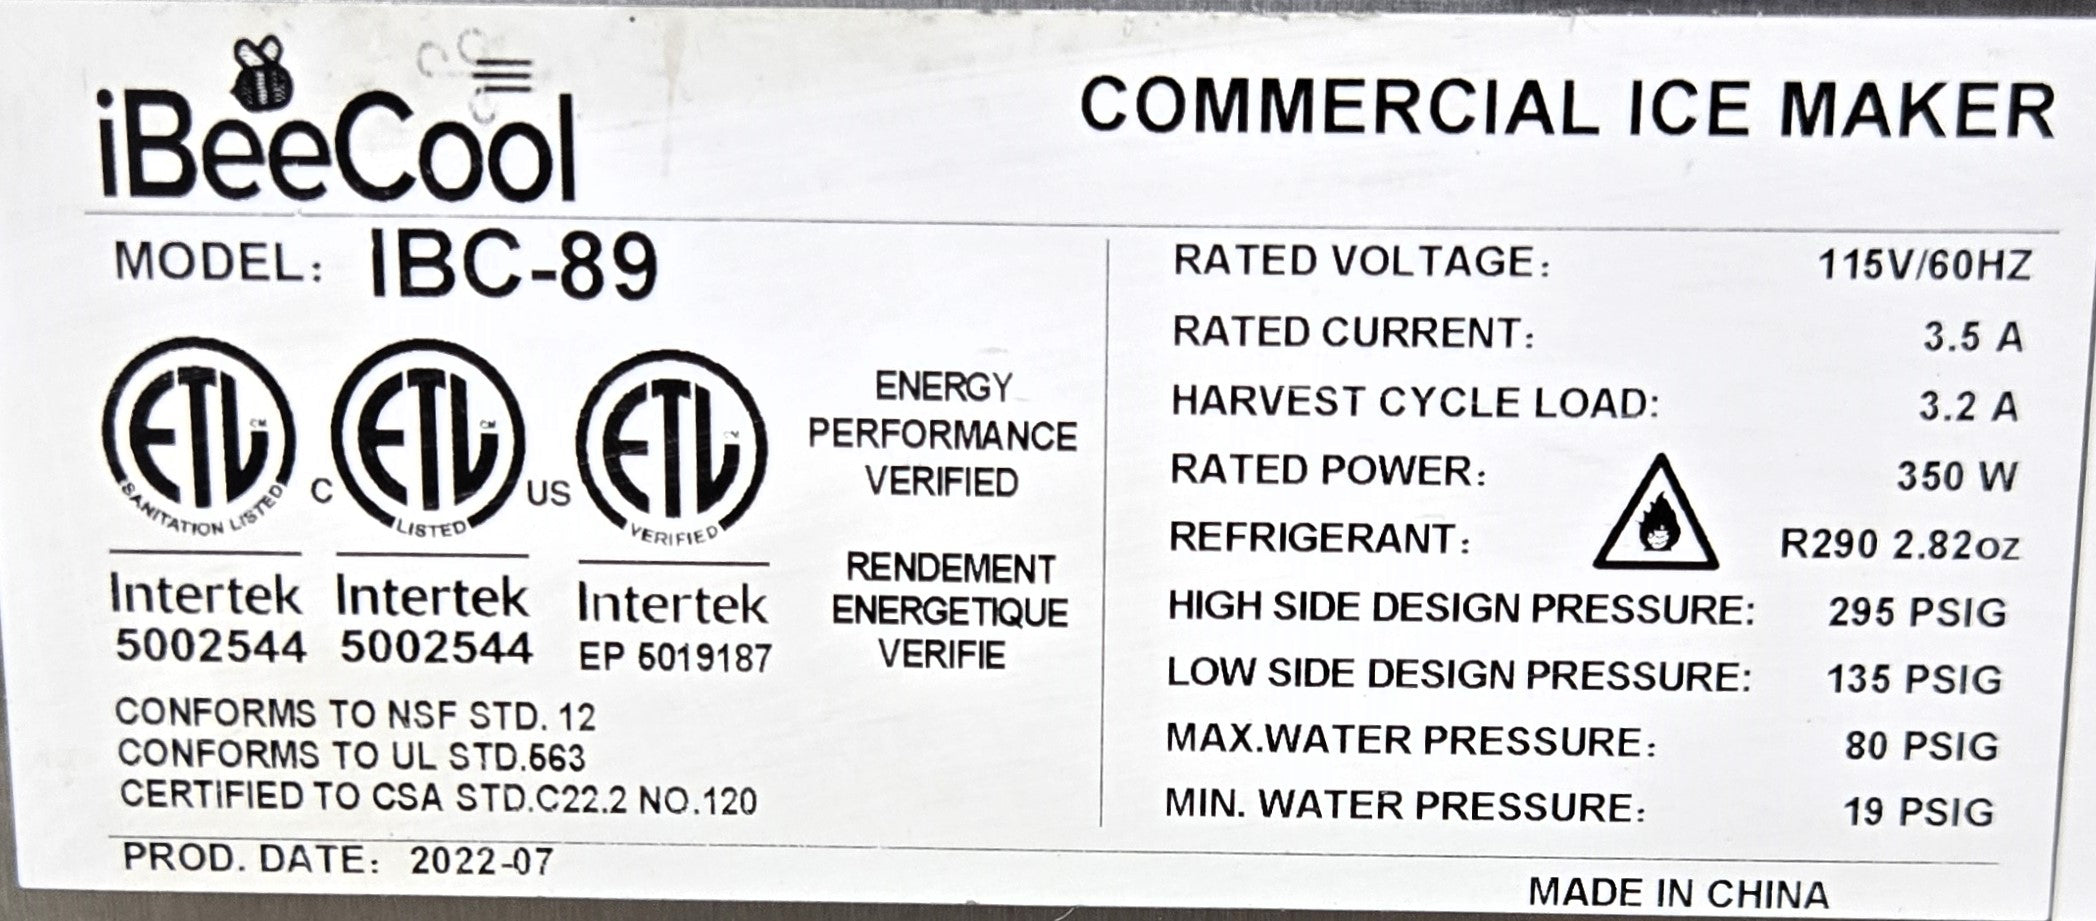 iBeeCool
COMMERCIAL ICE MAKER
MODEL: IBC-89
ETL CM
SANITATION LISTED
Intertek
5002544
C ETL CM US
LISTED
Intertek
5002544
ETL CM
VERIFIED
Intertek
EP 5019187
ENERGY
PERFORMANCE
VERIFIED
RENDEMENT
ENERGETIQUE
VERIFIE
CONFORMS TO NSF STD. 12
CONFORMS TO UL STD.563
CERTIFIED TO CSA STD.C22.2 NO.120
PROD. DATE: 2022-07
RATED VOLTAGE: 115V/60HZ
RATED CURRENT: 3.5 A
HARVEST CYCLE LOAD: 3.2 A
RATED POWER: 350 W
REFRIGERANT: R290 2.82oz
HIGH SIDE DESIGN PRESSURE: 295 PSIG
LOW SIDE DESIGN PRESSURE: 135 PSIG
MAX.WATER PRESSURE: 80 PSIG
MIN. WATER PRESSURE: 19 PSIG
MADE IN CHINA